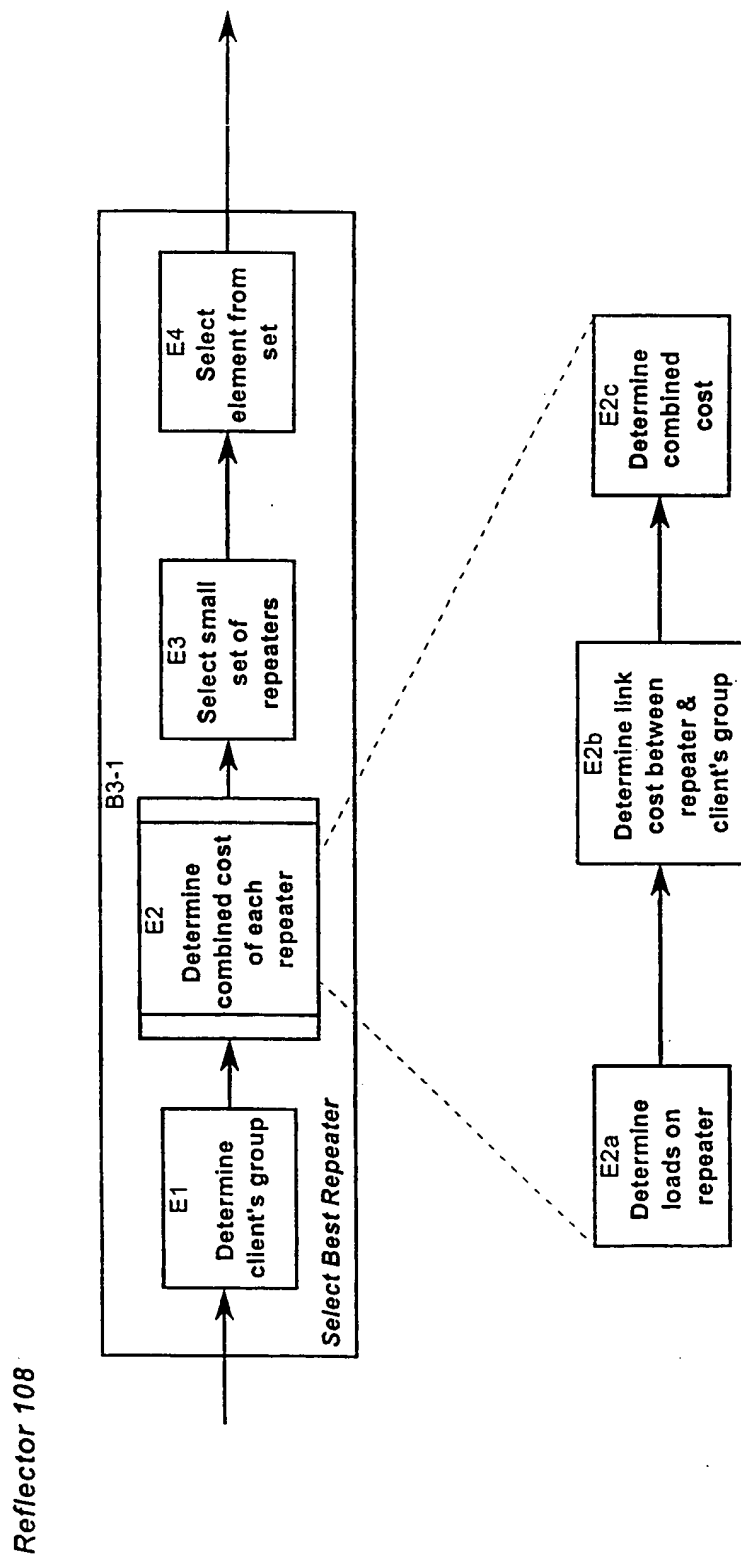 Reflector 108
B3-1
E1
Determine
client's group
E2
Determine
combined cost
of each
repeater
E3
Select small
set of
repeaters
E4
Select
element from
set
Select Best Repeater
E2a
Determine
loads on
repeater
E2b
Determine link
cost between
repeater &
client's group
E2c
Determine
combined
cost